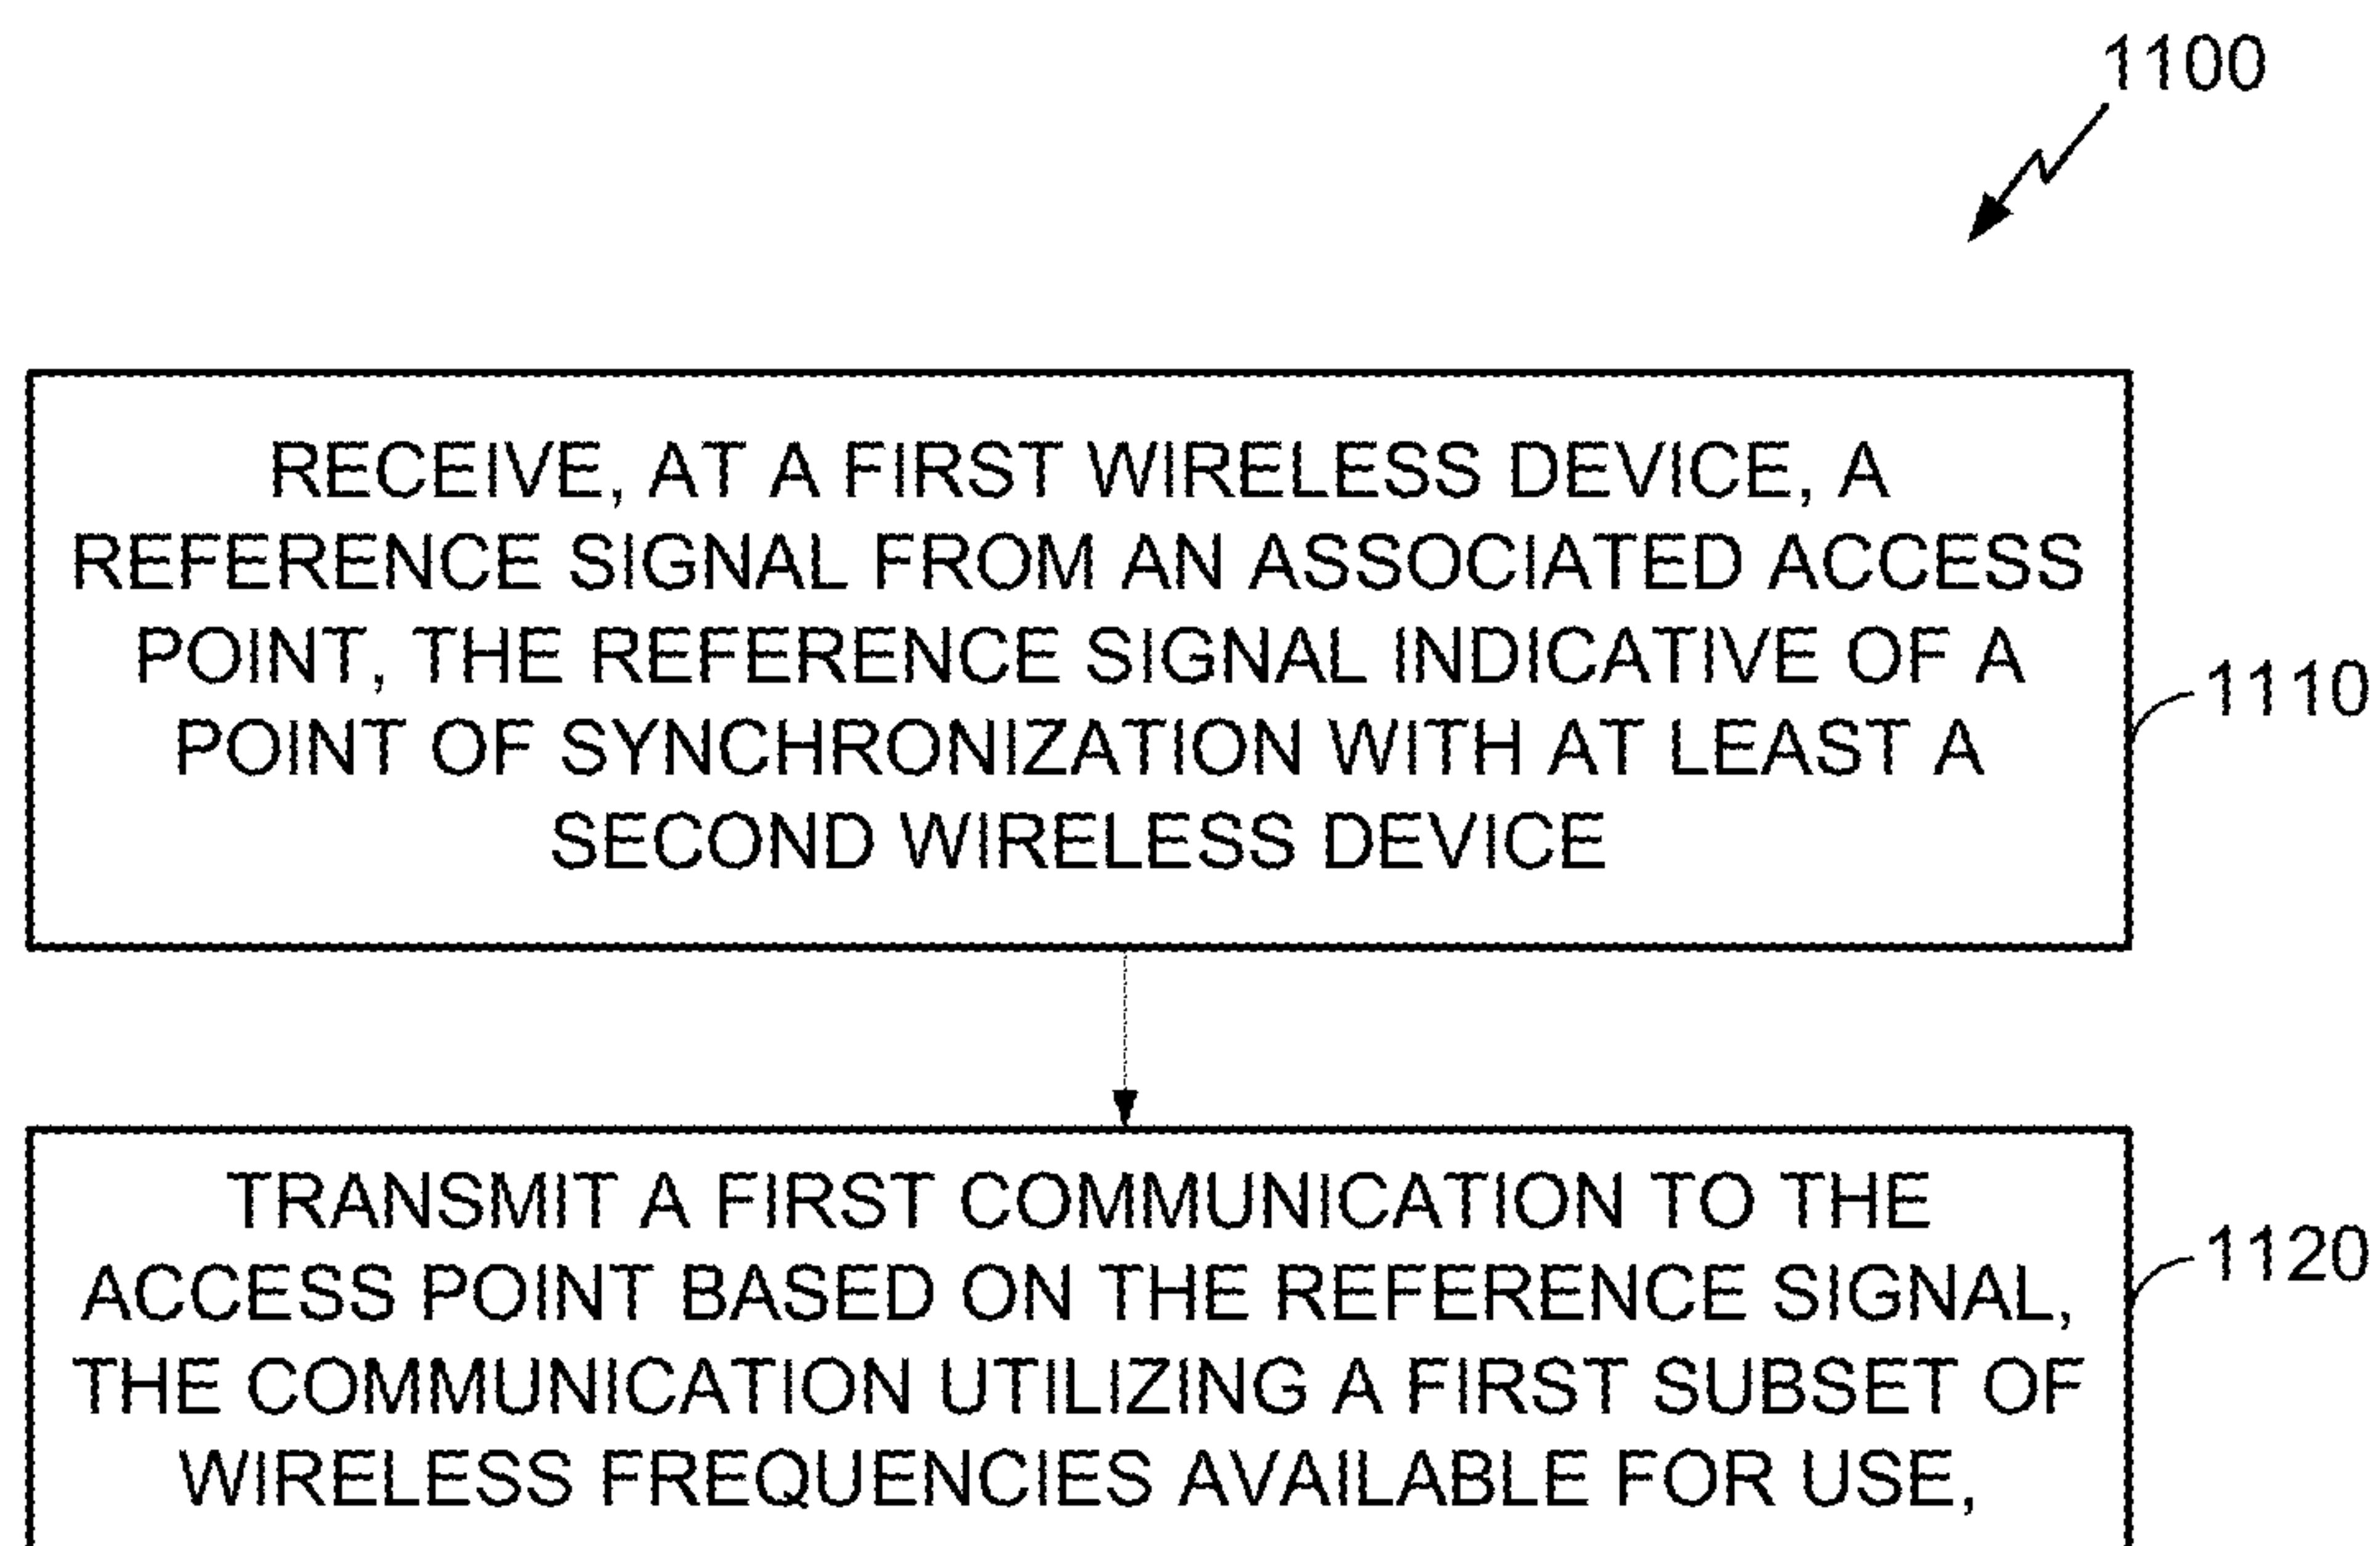 1100
RECEIVE, AT A FIRST WIRELESS DEVICE, A
REFERENCE SIGNAL FROM AN ASSOCIATED ACCESS
POINT, THE REFERENCE SIGNAL INDICATIVE OF A
POINT OF SYNCHRONIZATION WITH AT LEAST A
SECOND WIRELESS DEVICE
1110
TRANSMIT A FIRST COMMUNICATION TO THE
ACCESS POINT BASED ON THE REFERENCE SIGNAL,
THE COMMUNICATION UTILIZING A FIRST SUBSET OF
WIRELESS FREQUENCIES AVAILABLE FOR USE,
1120